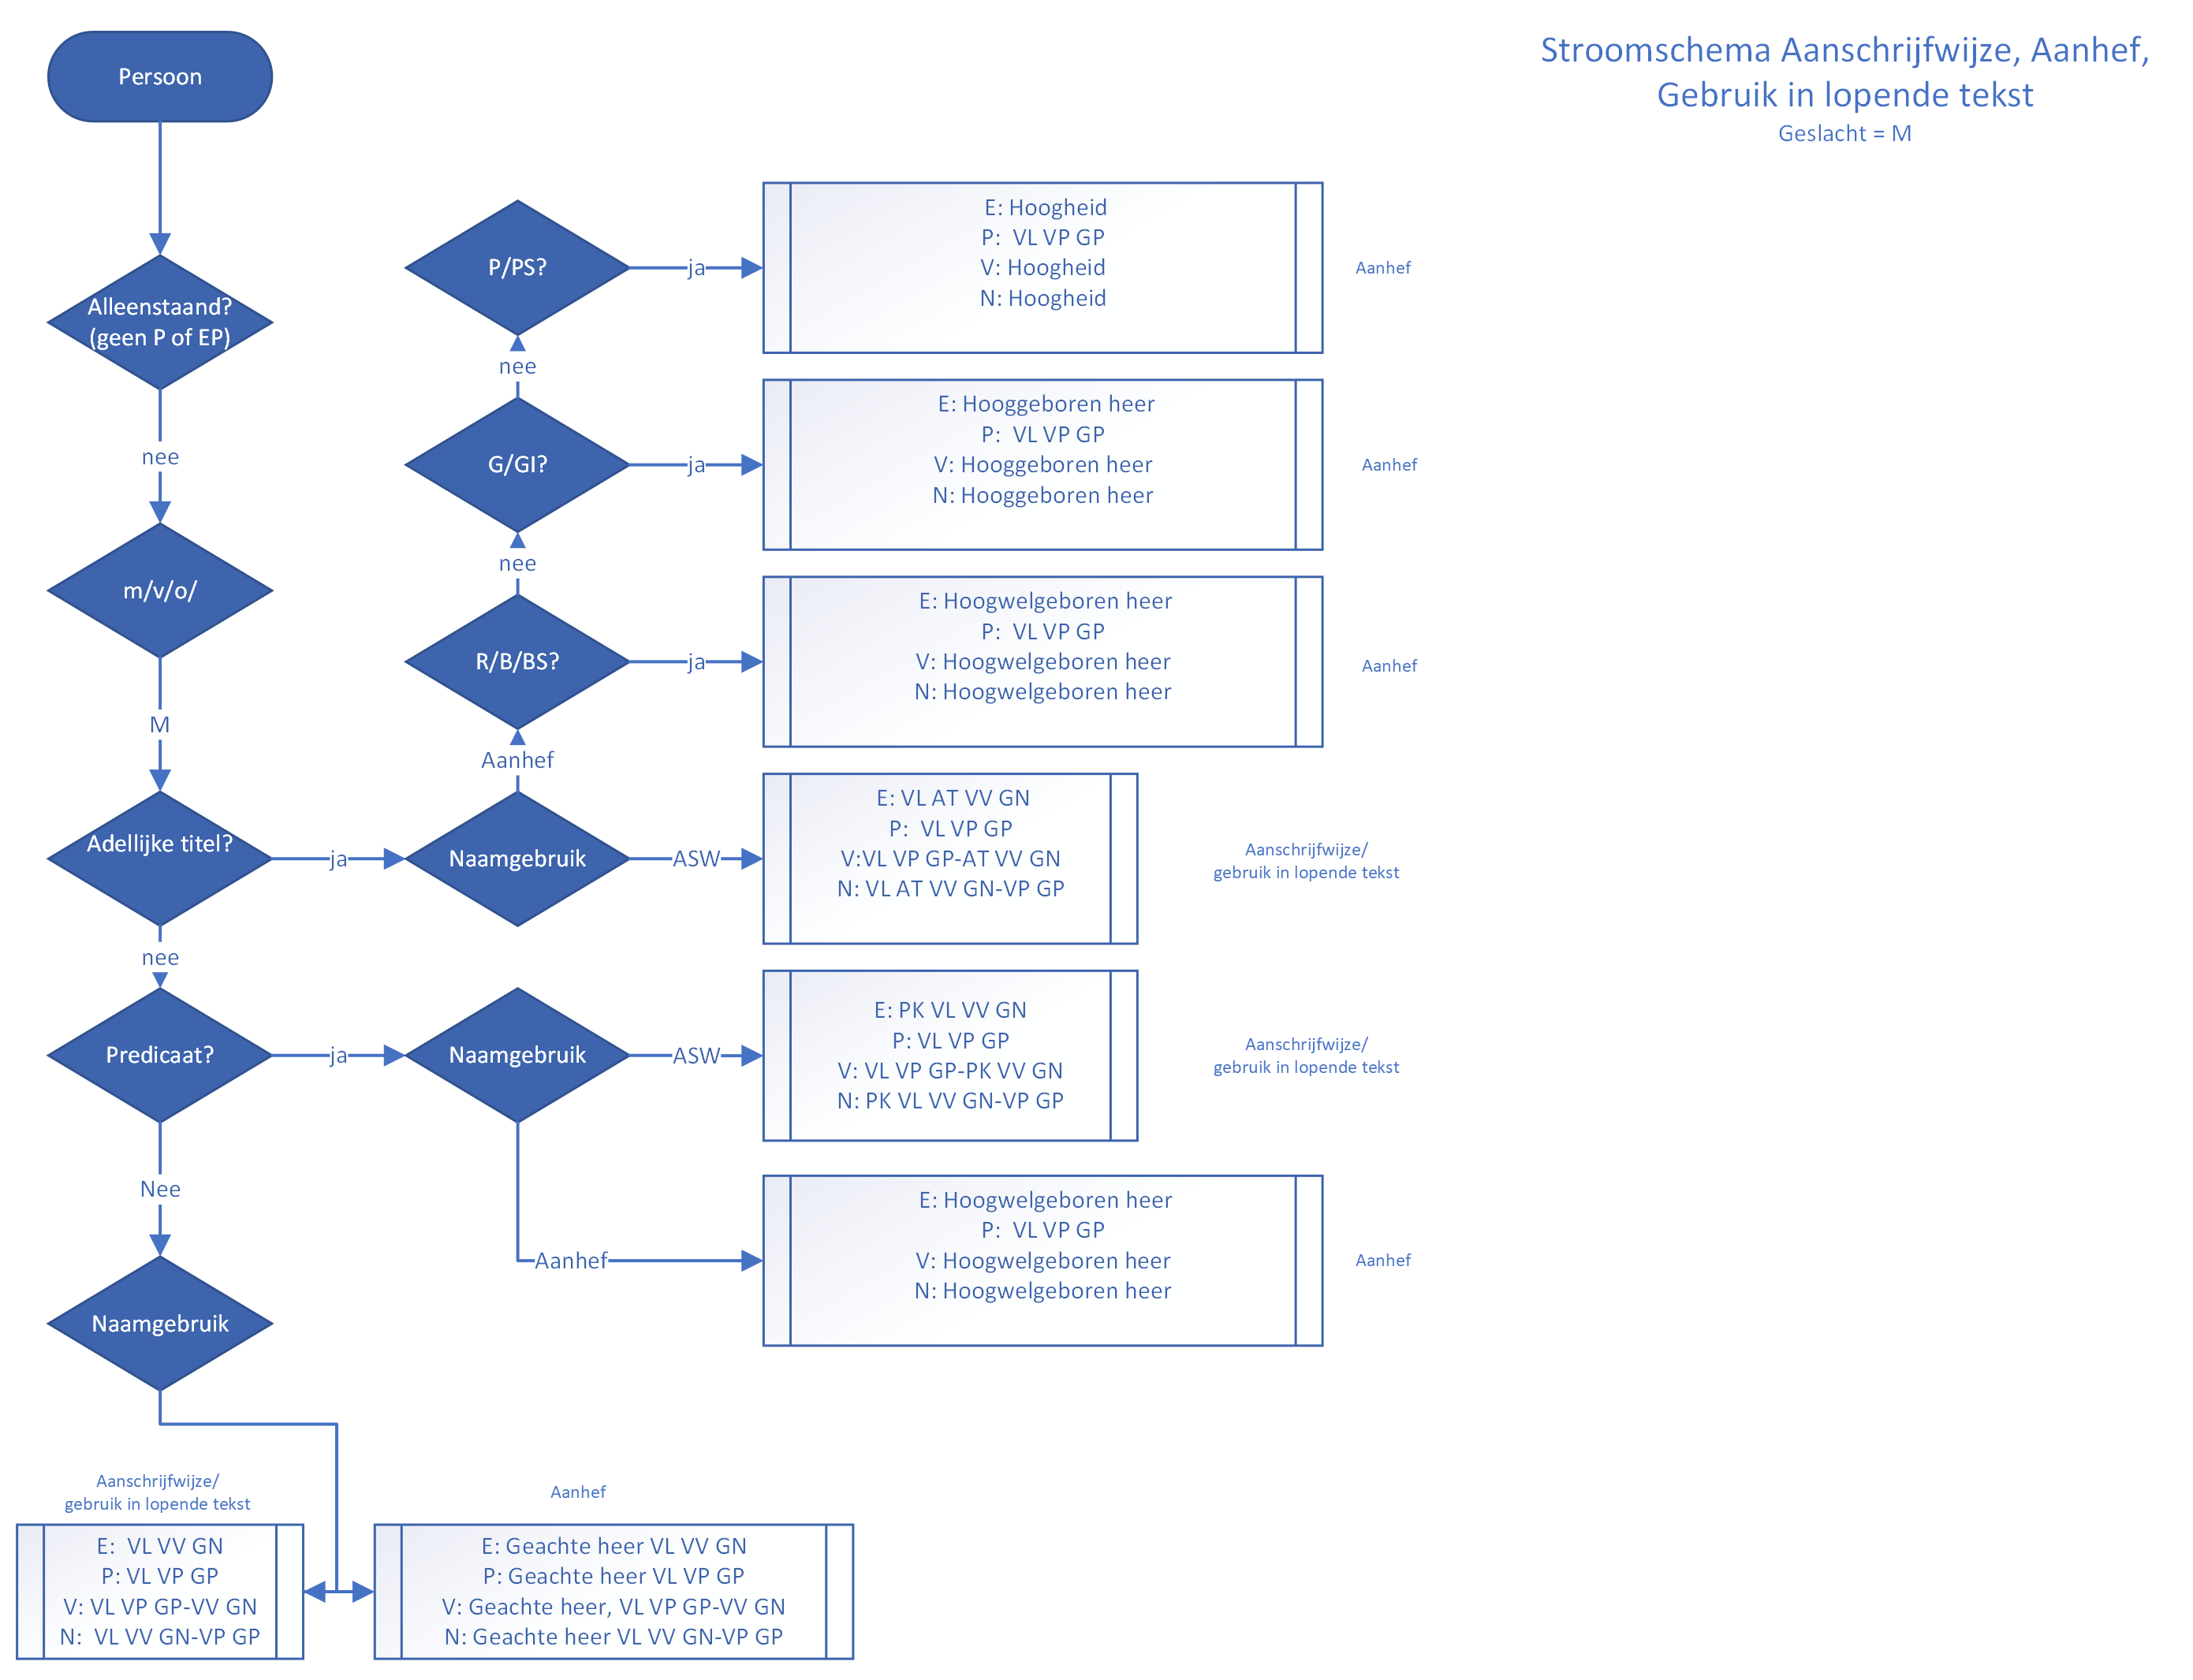 Stroomschema Aanschrijfwijze, Aanhef,
Gebruik in lopende tekst
Geslacht = M
Persoon
Alleenstaand?
(geen P of EP)
nee
m/v/o/
M
Adellijke titel?
ja
Naamgebruik
ASW
E: VL AT VV GN
P:  VL VP GP
V:VL VP GP-AT VV GN
N: VL AT VV GN-VP GP
Aanschrijfwijze/
gebruik in lopende tekst
Aanhef
R/B/BS?
ja
E: Hoogwelgeboren heer
P:  VL VP GP
V: Hoogwelgeboren heer
N: Hoogwelgeboren heer
Aanhef
nee
G/GI?
ja
E: Hooggeboren heer
P:  VL VP GP
V: Hooggeboren heer
N: Hooggeboren heer
Aanhef
nee
P/PS?
ja
E: Hoogheid
P:  VL VP GP
V: Hoogheid
N: Hoogheid
Aanhef
nee
Predicaat?
ja
Naamgebruik
ASW
E: PK VL VV GN
P: VL VP GP
V: VL VP GP-PK VV GN
N: PK VL VV GN-VP GP
Aanschrijfwijze/
gebruik in lopende tekst
Aanhef
E: Hoogwelgeboren heer
P:  VL VP GP
V: Hoogwelgeboren heer
N: Hoogwelgeboren heer
Aanhef
Nee
Naamgebruik
Aanschrijfwijze/
gebruik in lopende tekst
E:  VL VV GN
P: VL VP GP
V: VL VP GP-VV GN
N:  VL VV GN-VP GP
Aanhef
E: Geachte heer VL VV GN
P: Geachte heer VL VP GP
V: Geachte heer, VL VP GP-VV GN
N: Geachte heer VL VV GN-VP GP